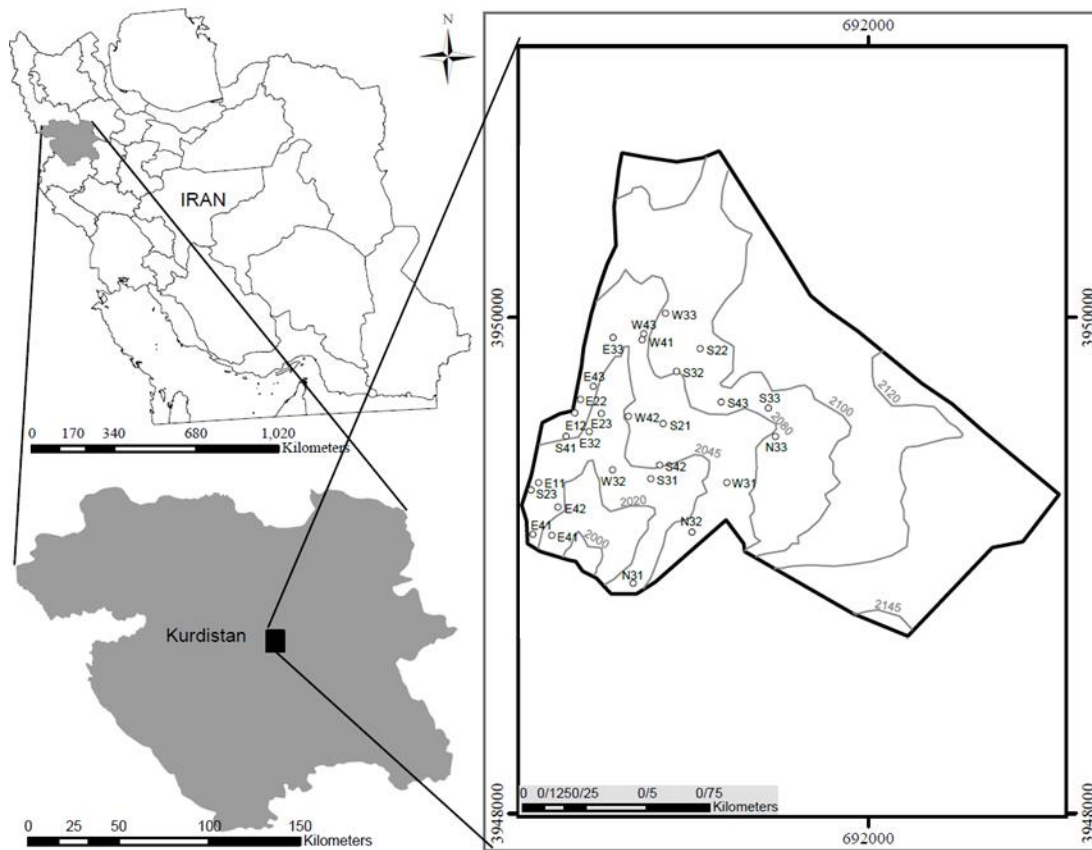 N
IRAN
0 170 340 680 1,020
Kilometers
Kurdistan
0 25 50 100 150
Kilometers
692000
3950000
3950000
W33
W43
W41
E33
S22
S32
E43
E22
S43
S33
2100
2120
E12
E23
W42
S21
2080
S41
E32
N33
S42
2045
W32
S31
E11
W31
S23
2020
E42
E41
E41
2000
N32
N31
2145
0 0/1250/25 0/5 0/75
Kilometers
3948000
3948000
692000